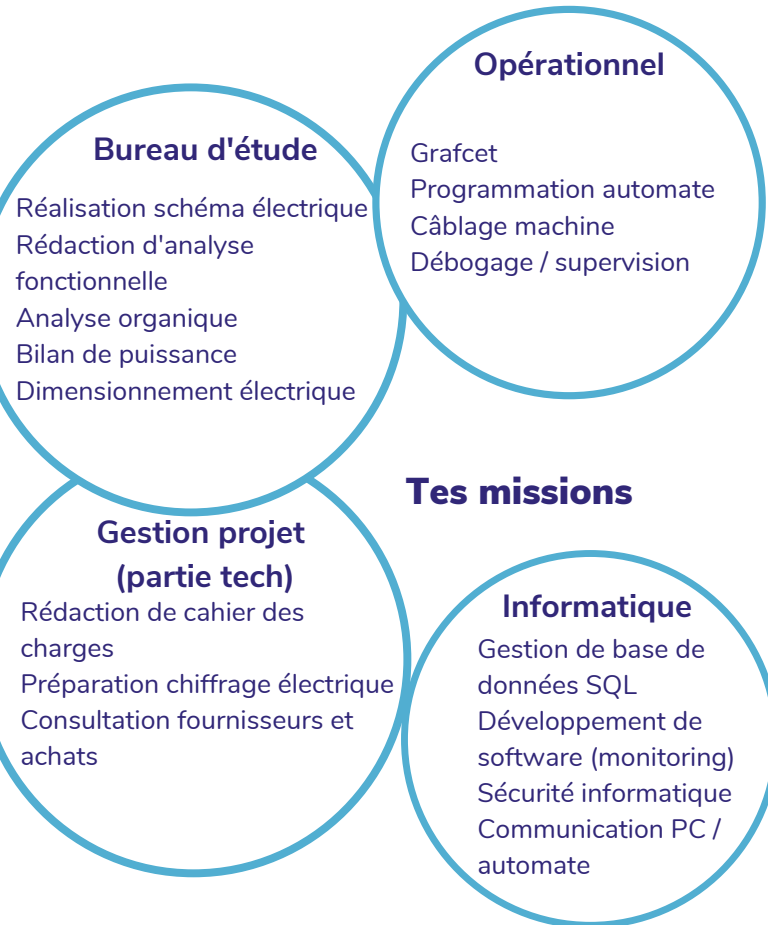 Opérationnel
Grafcet
Programmation automate
Câblage machine
Débogage / supervision
Bureau d'étude
Réalisation schéma électrique
Rédaction d'analyse
fonctionnelle
Analyse organique
Bilan de puissance
Dimensionnement électrique
Tes missions
Gestion projet
(partie tech)
Rédaction de cahier des
charges
Préparation chiffrage électrique
Consultation fournisseurs et
achats
Informatique
Gestion de base de
données SQL
Développement de
software (monitoring)
Sécurité informatique
Communication PC /
automate